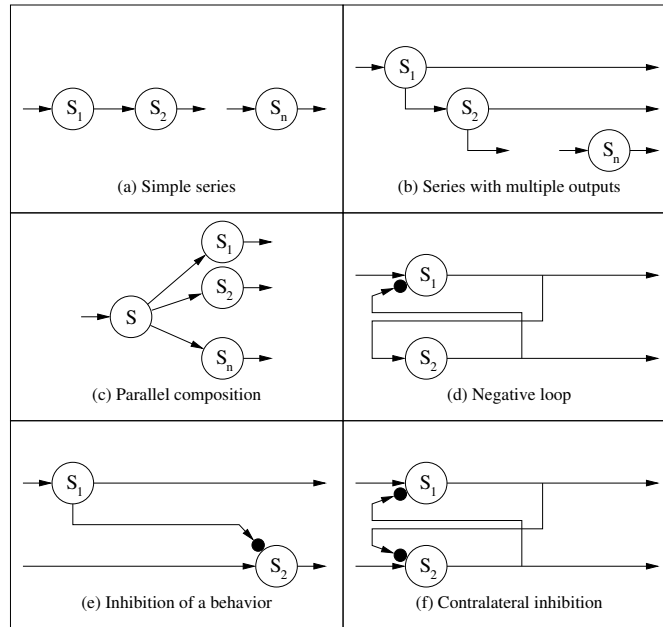 S1 S2 Sn
(a) Simple series
S1
S2
Sn
(b) Series with multiple outputs
S1
S S2
Sn
(c) Parallel composition
S1
S2
(d) Negative loop
S1
S2
(e) Inhibition of a behavior
S1
S2
(f) Contralateral inhibition